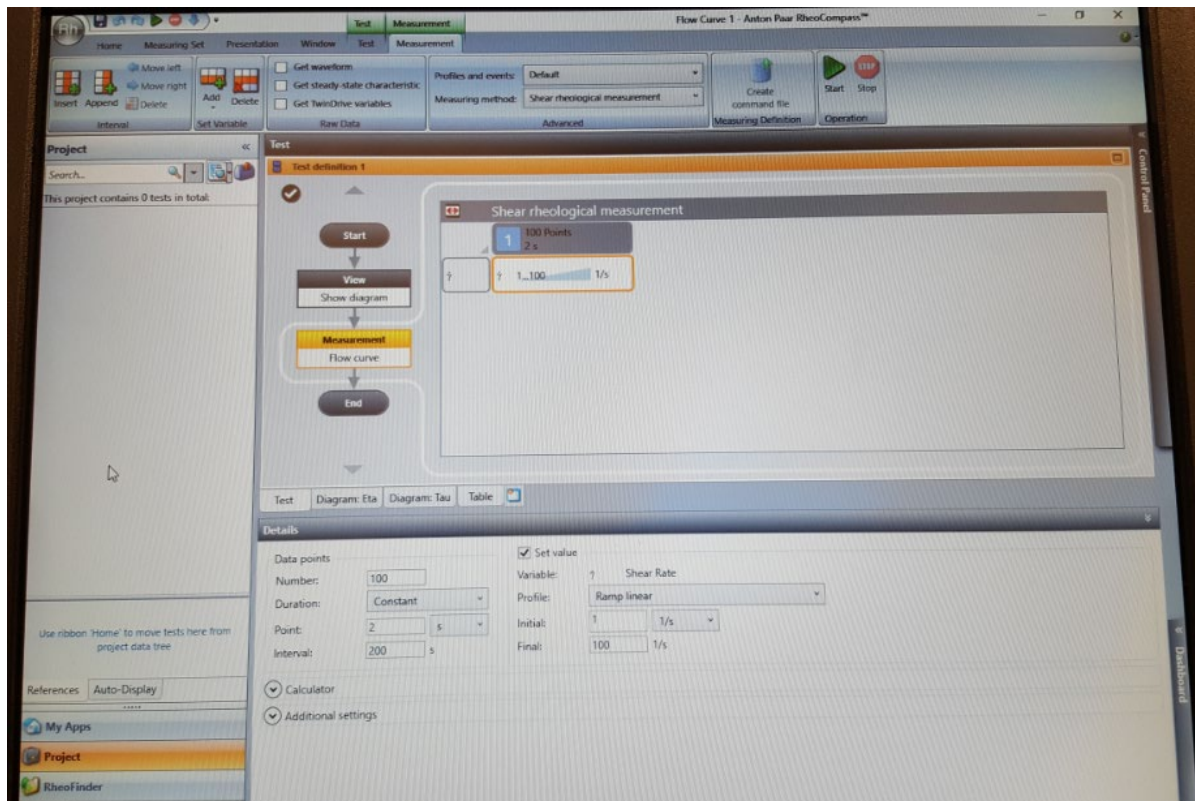 Rh
Test Measurement
Flow Curve 1 - Anton Paar RheoCompass™
Home Measuring Set Presentation Window Test Measurement
Insert Append
Move left
Move right
Delete
Interval
Add Delete
Set Variable
Get waveform
Get steady-state characteristic
Get TwinDrive variables
Raw Data
Profiles and events: Default
Measuring method: Shear rheological measurement
Advanced
Create
command file
Measuring Definition
STOP
Start Stop
Operation
Project
Search...
This project contains 0 tests in total:
Use ribbon 'Home' to move tests here from
project data tree
References Auto-Display
My Apps
Project
RheoFinder
Test
Test definition 1
Start
View
Show diagram
Measurement
Flow curve
End
Shear rheological measurement
1
100 Points
2 s
1...100 1/s
Test Diagram: Eta Diagram: Tau Table
Details
Data points
Number: 100
Duration: Constant
Point: 2 s
Interval: 200 s
Set value
Variable: Shear Rate
Profile: Ramp linear
Initial: 1 1/s
Final: 100 1/s
Calculator
Additional settings
Control Panel
Dashboard